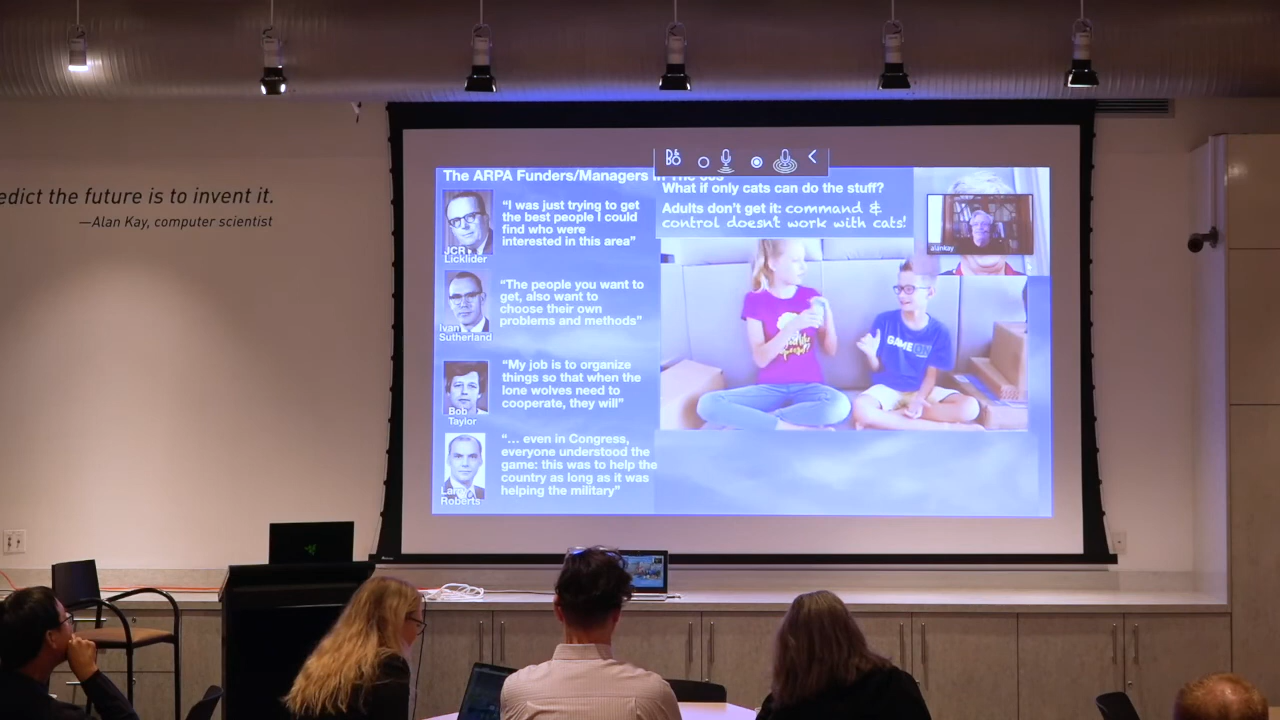 edict the future is to invent it.
—Alan Kay, computer scientist
The ARPA Funders/Managers in The 60s
"I was just trying to get
the best people I could
find who were
interested in this area"
JCR
Licklider
"The people you want to
get, also want to
choose their own
problems and methods"
Ivan
Sutherland
"My job is to organize
things so that when the
lone wolves need to
cooperate, they will"
Bob
Taylor
"... even in Congress,
everyone understood the
game: this was to help the
country as long as it was
helping the military"
Larry
Roberts
What if only cats can do the stuff?
Adults don't get it: command &
control doesn't work with cats!
alankay
GAME ON